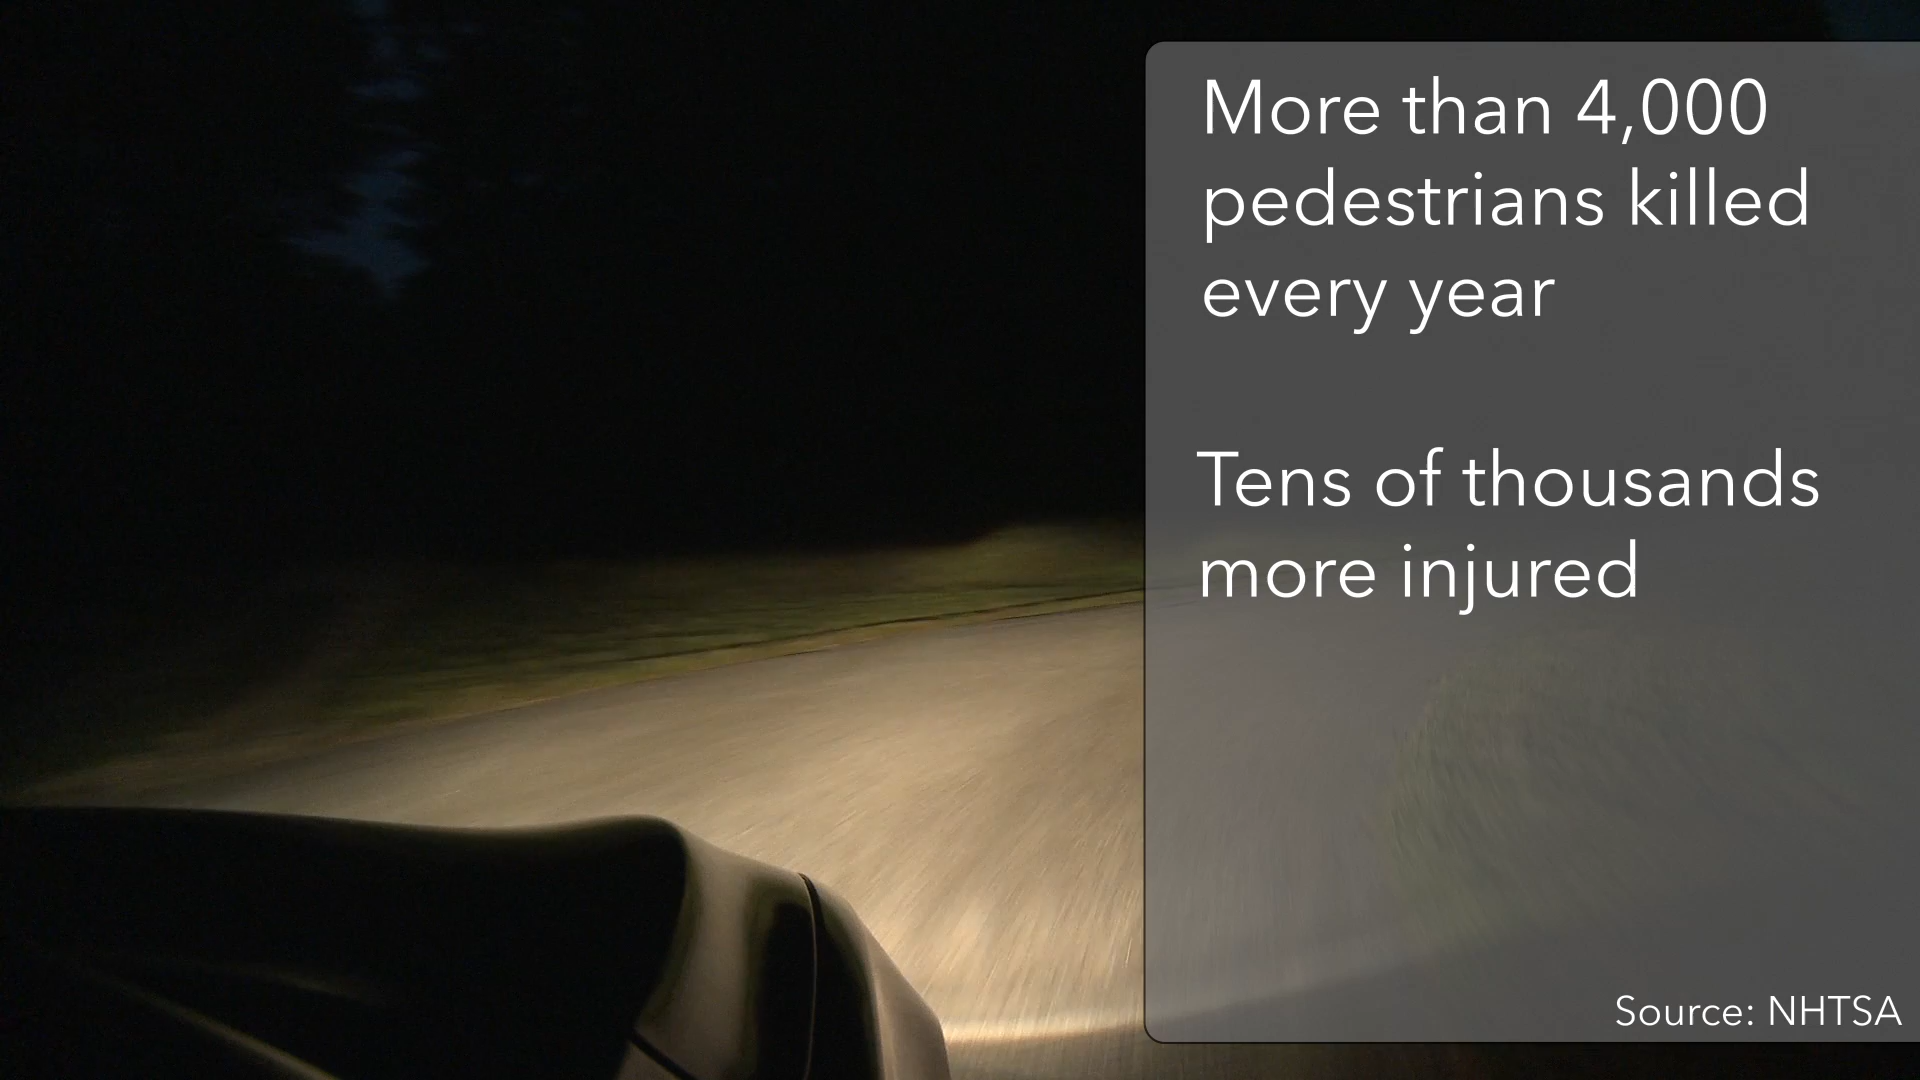 More than 4,000
pedestrians killed
every year
Tens of thousands
more injured
Source: NHTSA